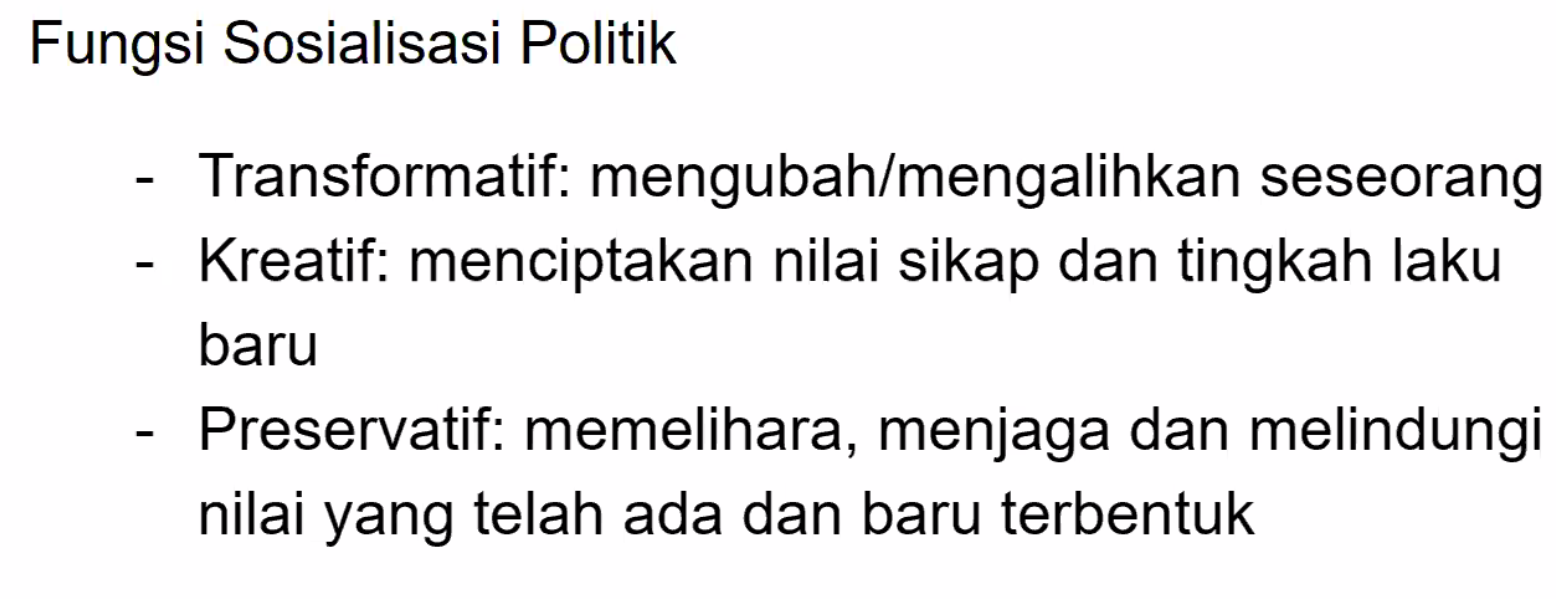 Fungsi Sosialisasi Politik
- Transformatif: mengubah/mengalihkan seseorang
- Kreatif: menciptakan nilai sikap dan tingkah laku
baru
- Preservatif: memelihara, menjaga dan melindungi
nilai yang telah ada dan baru terbentuk